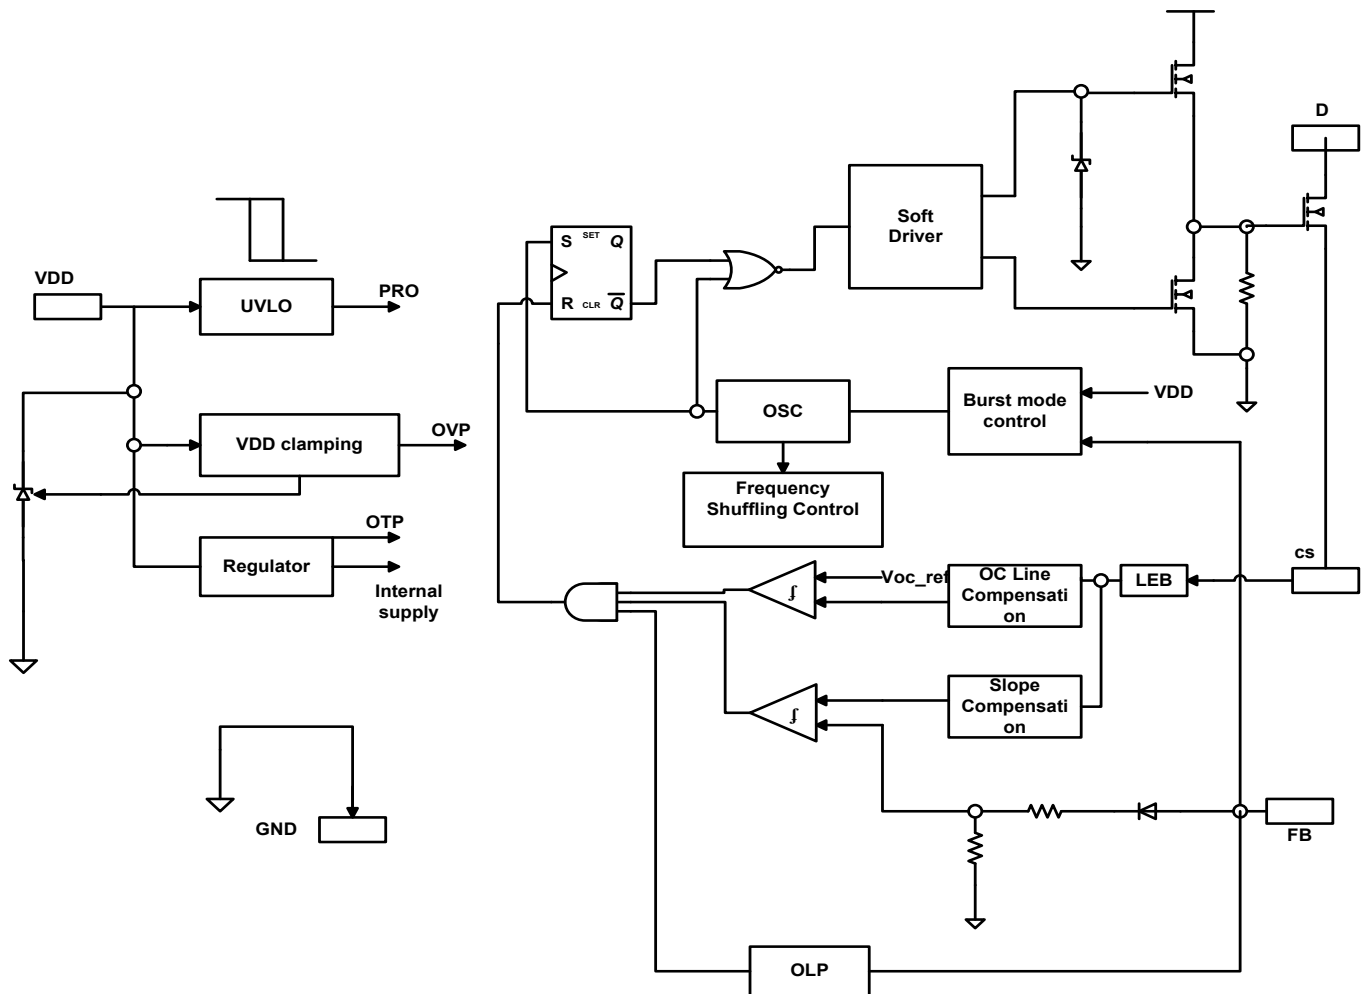 D
Soft
Driver
S SET Q
R CLR Q
VDD
UVLO
PRO
VDD clamping
OVP
OSC
Burst mode
control
VDD
Frequency
Shuffling Control
OTP
Regulator
Internal
supply
Voc_ref
OC Line
Compensati
on
LEB
cs
Slope
Compensati
on
GND
FB
OLP